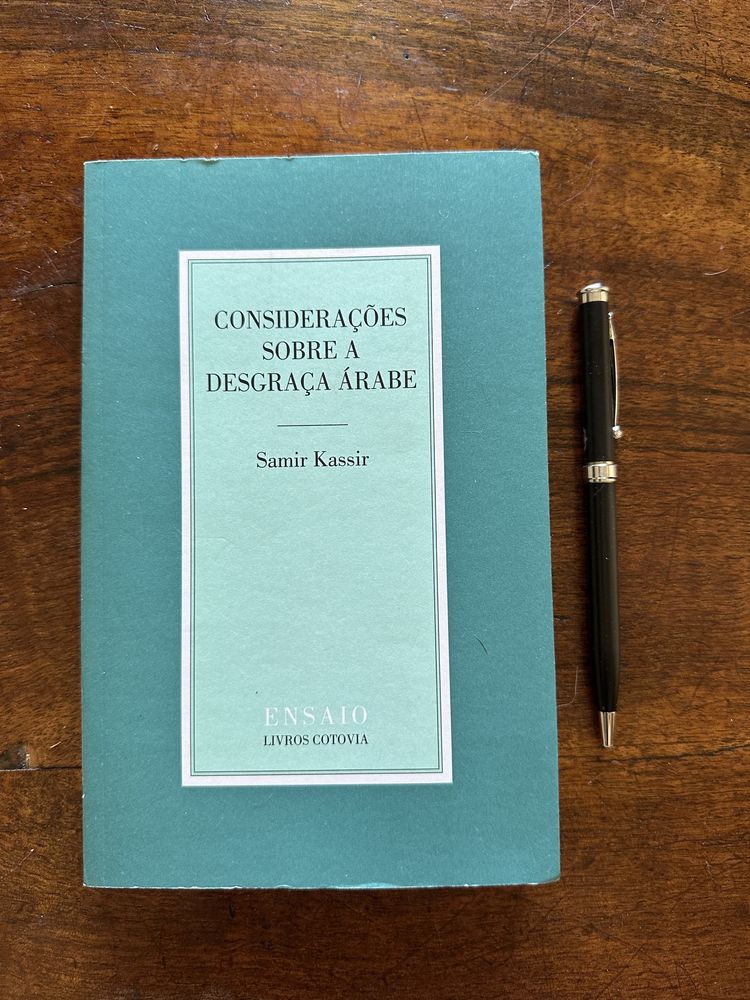 CONSIDERAÇÕES
SOBRE A
DESGRAÇA ÁRABE
Samir Kassir
ENSAIO
LIVROS COTOVIA